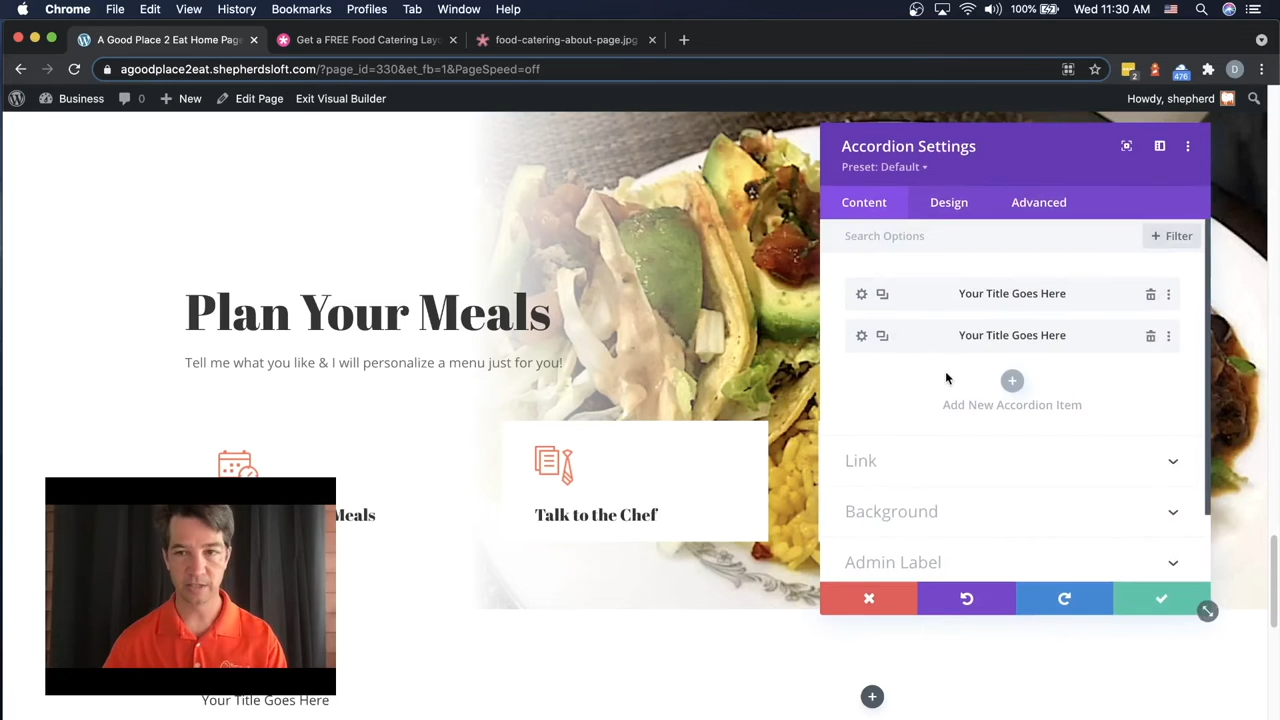 Chrome File Edit View History Bookmarks Profiles Tab Window Help 100% Wed 11:30 AM
A Good Place 2 Eat Home Pag Get a FREE Food Catering Layo food-catering-about-page.jpg
agoodplace2eat.shepherdsloft.com/?page_id=330&et_fb=1&PageSpeed=off 2 476 D
Business 0 New Edit Page Exit Visual Builder Howdy, shepherd
Accordion Settings
Preset: Default
Content Design Advanced
Search Options Filter
Your Title Goes Here
Your Title Goes Here
Add New Accordion Item
Link
Background
Admin Label
Plan Your Meals
Tell me what you like & I will personalize a menu just for you!
Meals
Talk to the Chef
Your Title Goes Here